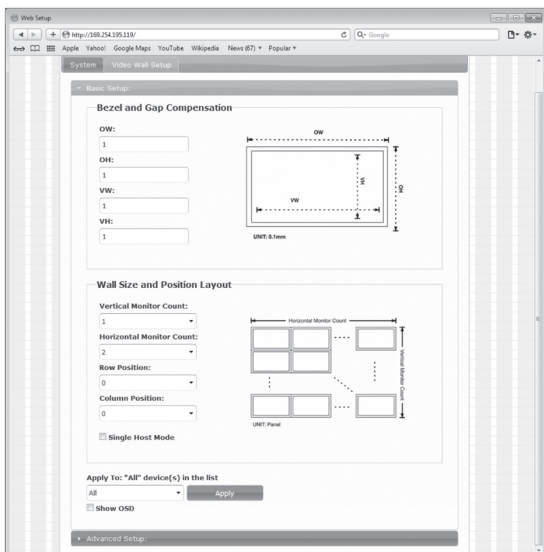 Web Setup
http://169.254.195.119/
Google
Apple Yahoo! Google Maps YouTube Wikipedia News (67) ▾ Popular ▾
System Video Wall Setup
Basic Setup:
Bezel and Gap Compensation
OW:
1
OH:
1
VW:
1
VH:
1
OW
VH
OH
VW
UNIT: 0.1mm
Wall Size and Position Layout
Vertical Monitor Count:
1
Horizontal Monitor Count:
2
Row Position:
0
Column Position:
0
Single Host Mode
Horizontal Monitor Count
Vertical Monitor Count
UNIT: Panel
Apply To: "All" device(s) in the list
All
Apply
Show OSD
Advanced Setup: